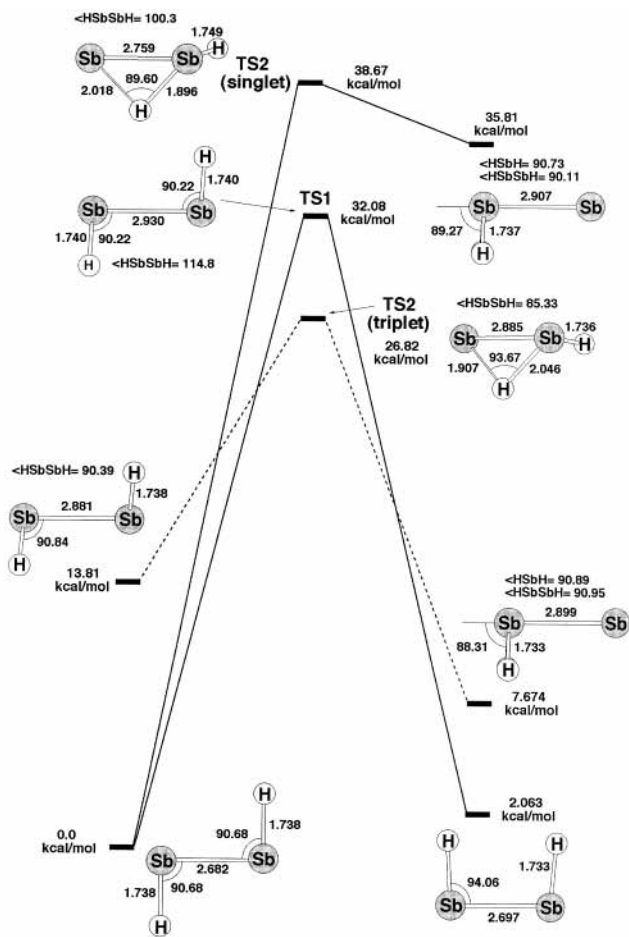 <HSbSbH= 100.3
1.749
H
2.759
Sb
Sb
89.60
2.018
1.896
H
TS2
(singlet)
38.67
kcal/mol
35.81
kcal/mol
H
90.22
1.740
Sb
Sb
2.930
1.740
90.22
H
<HSbSbH= 114.8
TS1
32.08
kcal/mol
<HSbH= 90.73
<HSbSbH= 90.11
2.907
Sb
Sb
89.27
1.737
H
TS2
(triplet)
26.82
kcal/mol
<HSbSbH= 85.33
2.885
1.736
Sb
Sb
H
93.67
1.907
2.046
H
<HSbSbH= 90.39
H
2.881
1.738
Sb
Sb
90.84
H
13.81
kcal/mol
<HSbH= 90.89
<HSbSbH= 90.95
2.899
Sb
Sb
88.31
1.733
H
7.674
kcal/mol
0.0
kcal/mol
H
90.68
1.738
Sb
Sb
2.682
1.738
90.68
H
2.063
kcal/mol
H
H
1.733
94.06
Sb
Sb
2.697